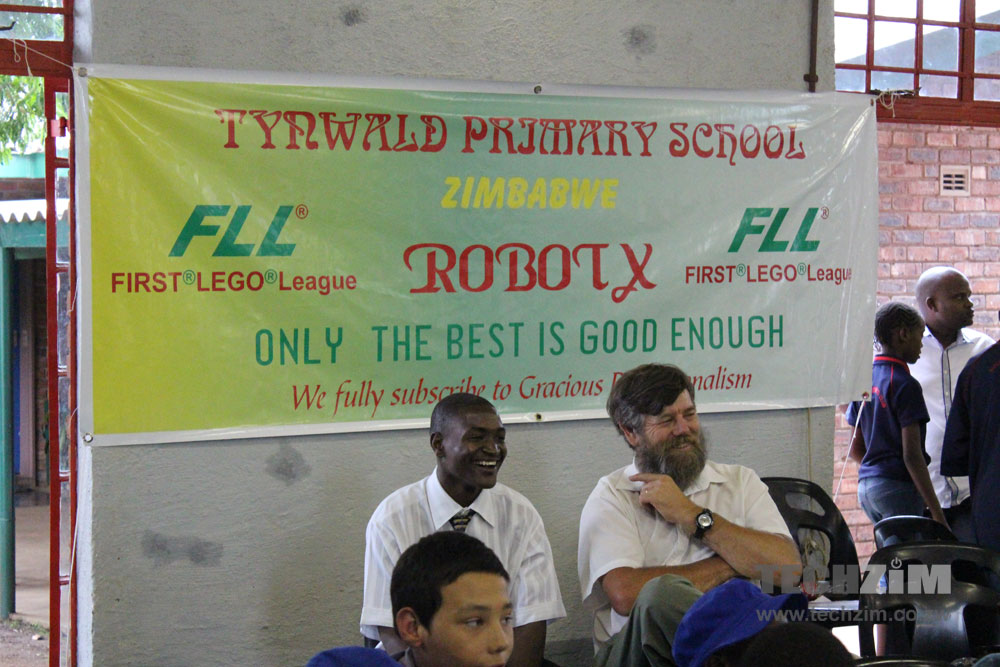 TYNWALD PRIMARY SCHOOL
ZIMBABWE
FLL®
FIRST®LEGO®League
ROBOTX
FLL®
FIRST®LEGO®League
ONLY THE BEST IS GOOD ENOUGH
We fully subscribe to Gracious
TECHZIM
www.techzim.co.zw